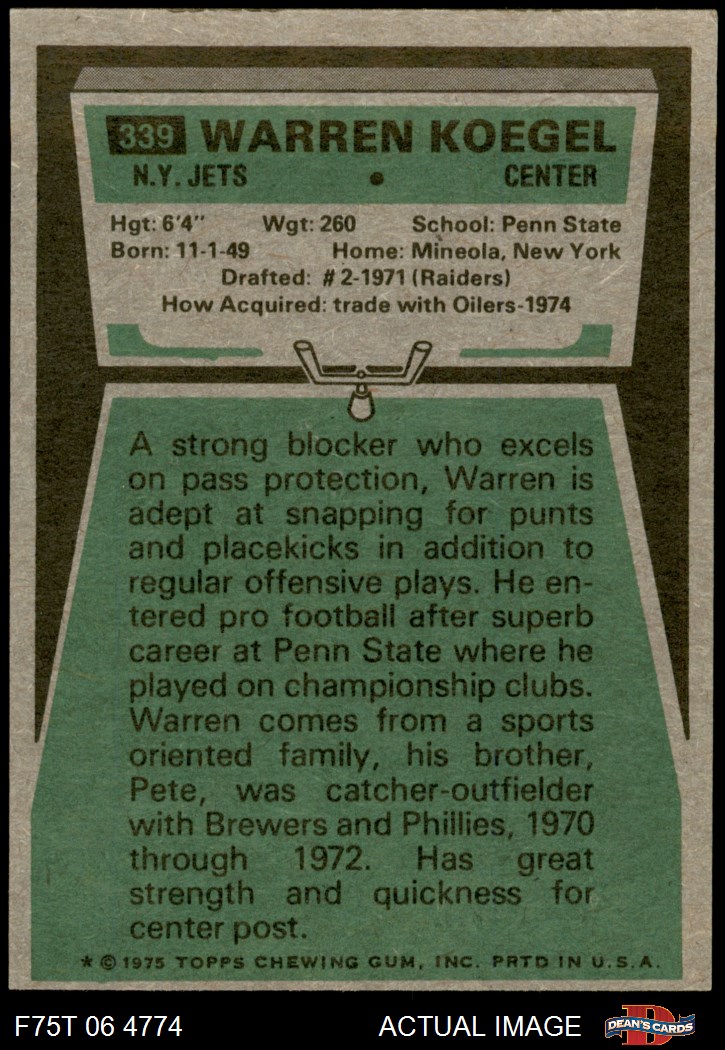 339 WARREN KOEGEL
N.Y. JETS • CENTER
Hgt: 6'4" Wgt: 260 School: Penn State
Born: 11-1-49 Home: Mineola, New York
Drafted: #2-1971 (Raiders)
How Acquired: trade with Oilers-1974
A strong blocker who excels
on pass protection, Warren is
adept at snapping for punts
and placekicks in addition to
regular offensive plays. He en-
tered pro football after superb
career at Penn State where he
played on championship clubs.
Warren comes from a sports
oriented family, his brother,
Pete, was catcher-outfielder
with Brewers and Phillies, 1970
through 1972. Has great
strength and quickness for
center post.
* © 1975 TOPPS CHEWING GUM, INC. PRTD IN U.S.A.
F75T 06 4774 ACTUAL IMAGE D DEAN'S CARDS